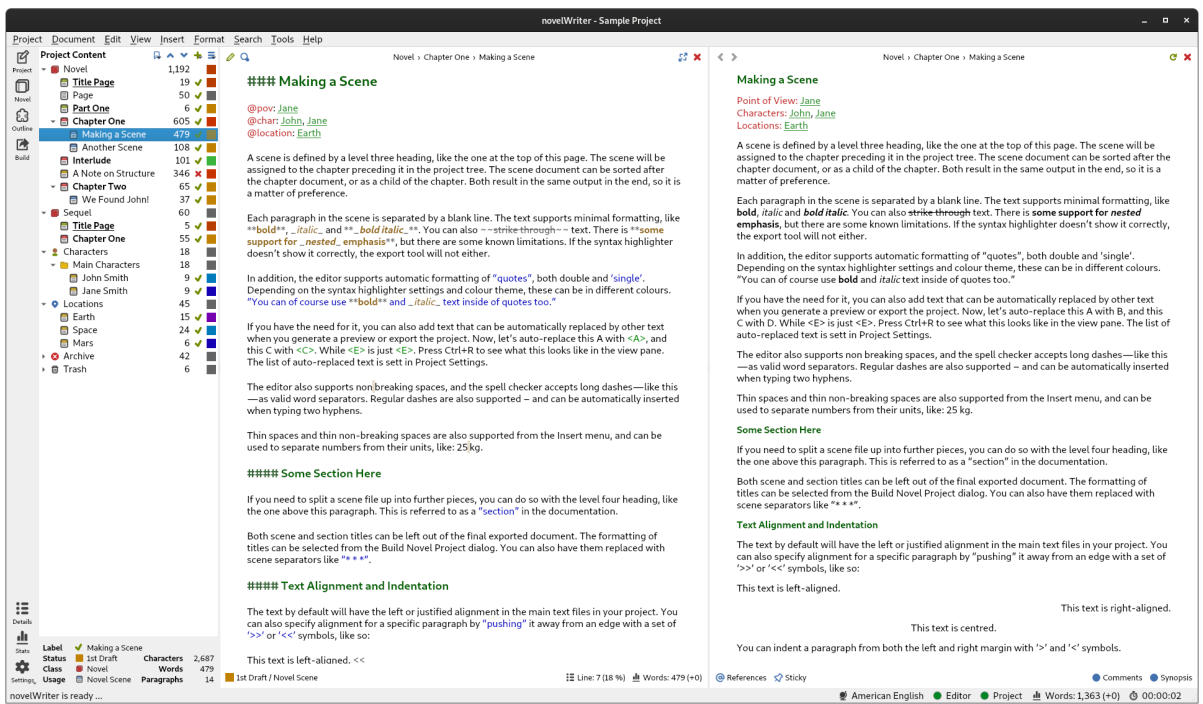 novelWriter - Sample Project
Project Document Edit View Insert Format Search Tools Help
Project
Novel
Outline
Build
Details
Stats
Settings
Project Content
Novel 1,192
Title Page 19
Page 50
Part One 6
Chapter One 605
Making a Scene 479
Another Scene 108
Interlude 101
A Note on Structure 346
Chapter Two 65
We Found John! 37
Sequel 60
Title Page 5
Chapter One 55
Characters 18
Main Characters 18
John Smith 9
Jane Smith 9
Locations 45
Earth 15
Space 24
Mars 6
Archive 42
Trash 6
Label Making a Scene
Status 1st Draft Characters 2,687
Class Novel Words 479
Usage Novel Scene Paragraphs 14
Novel › Chapter One › Making a Scene
### Making a Scene
@pov: Jane
@char: John, Jane
@location: Earth
A scene is defined by a level three heading, like the one at the top of this page. The scene will be
assigned to the chapter preceding it in the project tree. The scene document can be sorted after
the chapter document, or as a child of the chapter. Both result in the same output in the end, so it is
a matter of preference.
Each paragraph in the scene is separated by a blank line. The text supports minimal formatting, like
**bold**, _italic_ and **_bold italic_**. You can also ~~strike through~~ text. There is **some
support for _nested_ emphasis**, but there are some known limitations. If the syntax highlighter
doesn't show it correctly, the export tool will not either.
In addition, the editor supports automatic formatting of “quotes”, both double and ‘single’.
Depending on the syntax highlighter settings and colour theme, these can be in different colours.
“You can of course use **bold** and _italic_ text inside of quotes too.”
If you have the need for it, you can also add text that can be automatically replaced by other text
when you generate a preview or export the project. Now, let’s auto-replace this A with <A>, and
this C with <C>. While <E> is just <E>. Press Ctrl+R to see what this looks like in the view pane.
The list of auto-replaced text is sett in Project Settings.
The editor also supports non breaking spaces, and the spell checker accepts long dashes—like this
—as valid word separators. Regular dashes are also supported – and can be automatically inserted
when typing two hyphens.
Thin spaces and thin non-breaking spaces are also supported from the Insert menu, and can be
used to separate numbers from their units, like: 25 kg.
#### Some Section Here
If you need to split a scene file up into further pieces, you can do so with the level four heading, like
the one above this paragraph. This is referred to as a “section” in the documentation.
Both scene and section titles can be left out of the final exported document. The formatting of
titles can be selected from the Build Novel Project dialog. You can also have them replaced with
scene separators like “* * *”.
#### Text Alignment and Indentation
The text by default will have the left or justified alignment in the main text files in your project. You
can also specify alignment for a specific paragraph by “pushing” it away from an edge with a set of
‘>>’ or ‘<<’ symbols, like so:
This text is left-aligned. <<
1st Draft / Novel Scene Line: 7 (18 %) Words: 479 (+0)
Novel › Chapter One › Making a Scene
Making a Scene
Point of View: Jane
Characters: John, Jane
Locations: Earth
A scene is defined by a level three heading, like the one at the top of this page. The scene will be
assigned to the chapter preceding it in the project tree. The scene document can be sorted after the
chapter document, or as a child of the chapter. Both result in the same output in the end, so it is a
matter of preference.
Each paragraph in the scene is separated by a blank line. The text supports minimal formatting, like
bold, italic and bold italic. You can also strike through text. There is some support for nested
emphasis, but there are some known limitations. If the syntax highlighter doesn’t show it correctly,
the export tool will not either.
In addition, the editor supports automatic formatting of “quotes”, both double and ‘single’.
Depending on the syntax highlighter settings and colour theme, these can be in different colours.
“You can of course use bold and italic text inside of quotes too.”
If you have the need for it, you can also add text that can be automatically replaced by other text
when you generate a preview or export the project. Now, let’s auto-replace this A with B, and this
C with D. While <E> is just <E>. Press Ctrl+R to see what this looks like in the view pane. The list of
auto-replaced text is sett in Project Settings.
The editor also supports non breaking spaces, and the spell checker accepts long dashes—like this
—as valid word separators. Regular dashes are also supported – and can be automatically inserted
when typing two hyphens.
Thin spaces and thin non-breaking spaces are also supported from the Insert menu, and can be
used to separate numbers from their units, like: 25 kg.
Some Section Here
If you need to split a scene file up into further pieces, you can do so with the level four heading, like
the one above this paragraph. This is referred to as a “section” in the documentation.
Both scene and section titles can be left out of the final exported document. The formatting of
titles can be selected from the Build Novel Project dialog. You can also have them replaced with
scene separators like “* * *”.
Text Alignment and Indentation
The text by default will have the left or justified alignment in the main text files in your project. You
can also specify alignment for a specific paragraph by “pushing” it away from an edge with a set of
‘>>’ or ‘<<’ symbols, like so:
This text is left-aligned.
This text is right-aligned.
This text is centred.
You can indent a paragraph from both the left and right margin with ‘>’ and ‘<’ symbols.
References Sticky Comments Synopsis
novelWriter is ready ... American English Editor Project Words: 1,363 (+0) 00:00:02